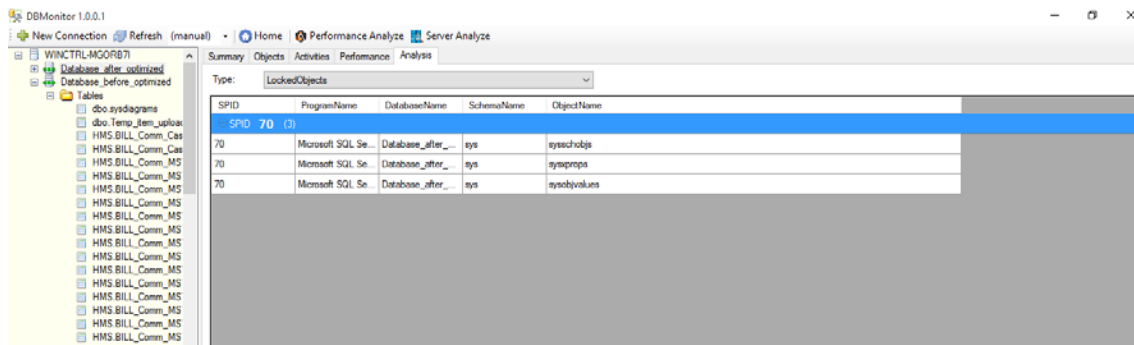 DBMonitor 1.0.0.1
New Connection Refresh (manual) Home Performance Analyze Server Analyze
WINCTRL-MGORB7I
Database_after_optimized
Database_before_optimized
Tables
dbo.sysdiagrams
dbo.Temp_item_uploac
HMS.BILL_Comm_Cas
HMS.BILL_Comm_Cas
HMS.BILL_Comm_MS
HMS.BILL_Comm_MS
HMS.BILL_Comm_MS
HMS.BILL_Comm_MS
HMS.BILL_Comm_MS
HMS.BILL_Comm_MS
HMS.BILL_Comm_MS
HMS.BILL_Comm_MS
HMS.BILL_Comm_MS
HMS.BILL_Comm_MS
HMS.BILL_Comm_MS
HMS.BILL_Comm_MS
HMS.BILL_Comm_MS
HMS.BILL_Comm_MS
Summary Objects Activities Performance Analysis
Type: LockedObjects
SPID ProgramName DatabaseName SchemaName ObjectName
SPID 70 (3)
70 Microsoft SQL Se... Database_after_... sys sysschobjs
70 Microsoft SQL Se... Database_after_... sys sysxprops
70 Microsoft SQL Se... Database_after_... sys sysobjvalues